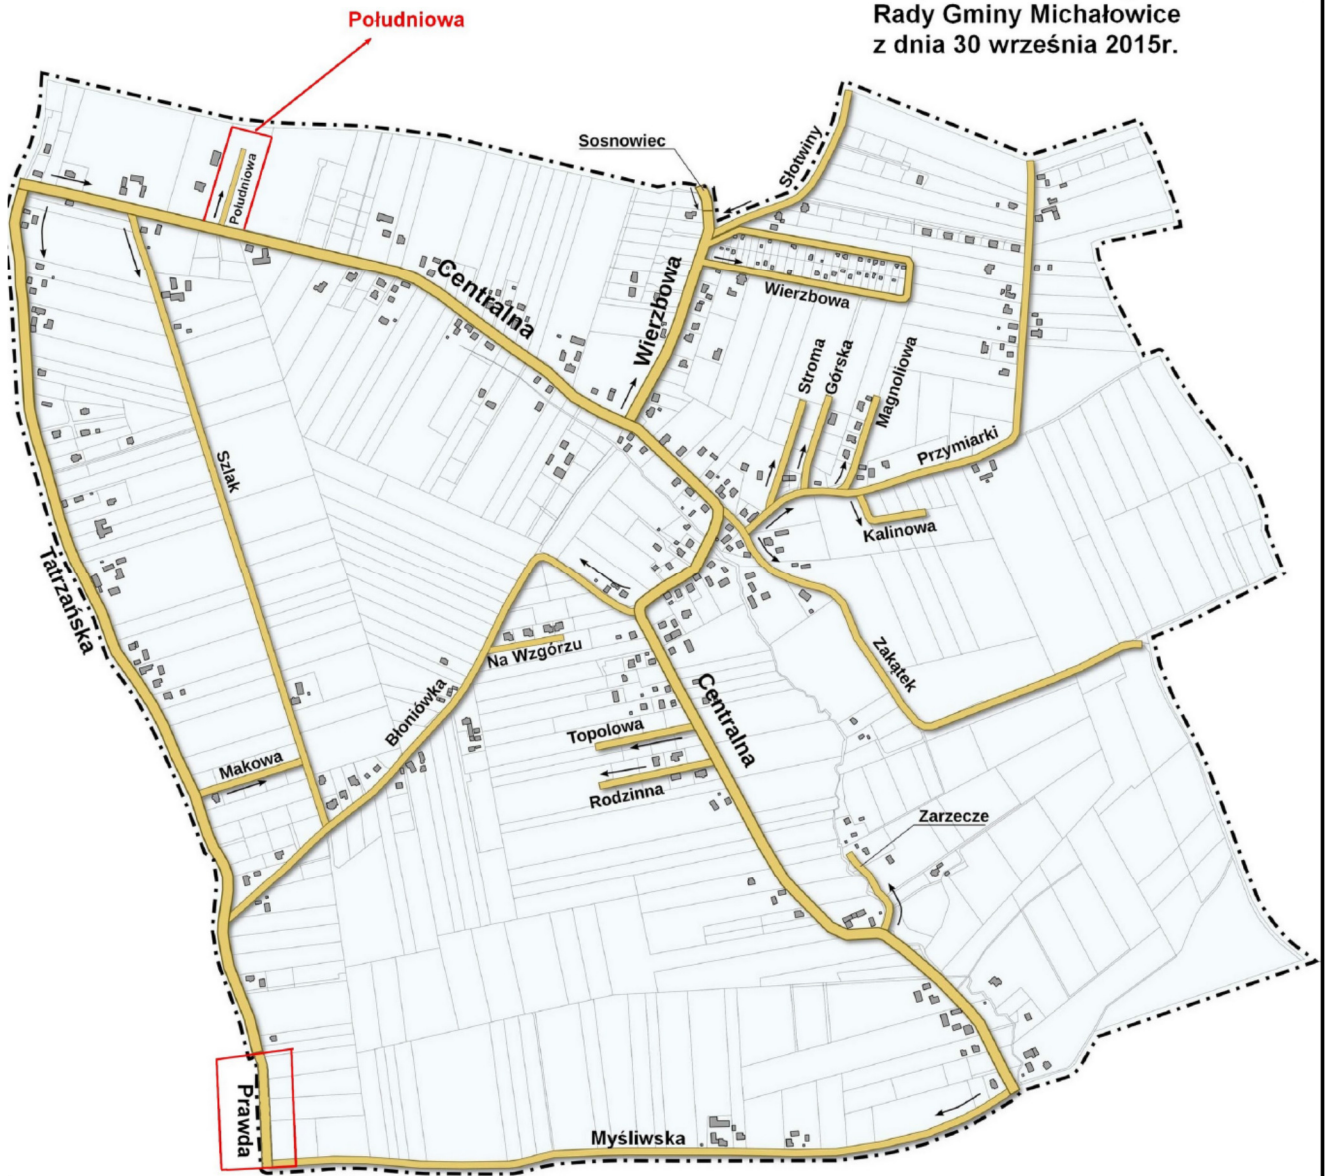 Rady Gminy Michałowice
z dnia 30 września 2015r.
Południowa
Sosnowiec
Słotwiny
Południowa
Centralna
Wierzbowa
Wierzbowa
Stroma
Górska
Magnoliowa
Przymiarki
Szlak
Kalinowa
Tatrzańska
Na Wzgórzu
Zakątek
Błoniówka
Centralna
Topolowa
Makowa
Rodzinna
Zarzecze
Prawda
Myśliwska